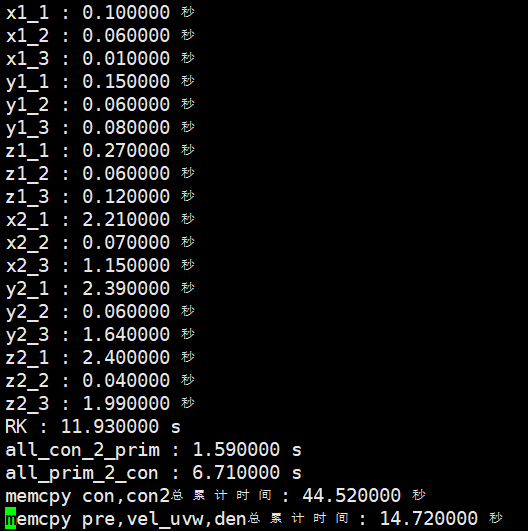 x1_1 : 0.100000 秒
x1_2 : 0.060000 秒
x1_3 : 0.010000 秒
y1_1 : 0.150000 秒
y1_2 : 0.060000 秒
y1_3 : 0.080000 秒
z1_1 : 0.270000 秒
z1_2 : 0.060000 秒
z1_3 : 0.120000 秒
x2_1 : 2.210000 秒
x2_2 : 0.070000 秒
x2_3 : 1.150000 秒
y2_1 : 2.390000 秒
y2_2 : 0.060000 秒
y2_3 : 1.640000 秒
z2_1 : 2.400000 秒
z2_2 : 0.040000 秒
z2_3 : 1.990000 秒
RK : 11.930000 s
all_con_2_prim : 1.590000 s
all_prim_2_con : 6.710000 s
memcpy con,con2总累计时间 : 44.520000 秒
memcpy pre,vel_uvw,den总累计时间 : 14.720000 秒